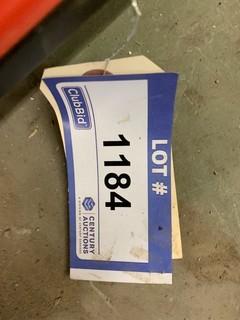 LOT #
1184
ClubBid
CENTURY
AUCTIONS